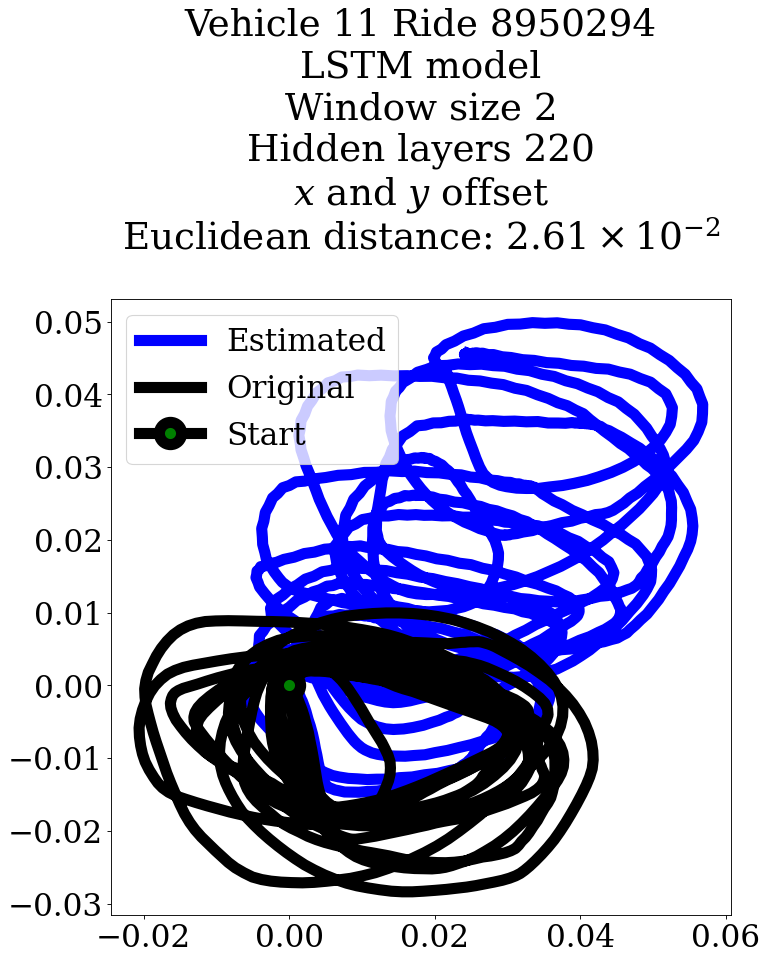 Vehicle 11 Ride 8950294
LSTM model
Window size 2
Hidden layers 220
x and y offset
Euclidean distance: 2.61 × 10⁻²
Estimated
Original
Start
0.05
0.04
0.03
0.02
0.01
0.00
−0.01
−0.02
−0.03
−0.02 0.00 0.02 0.04 0.06